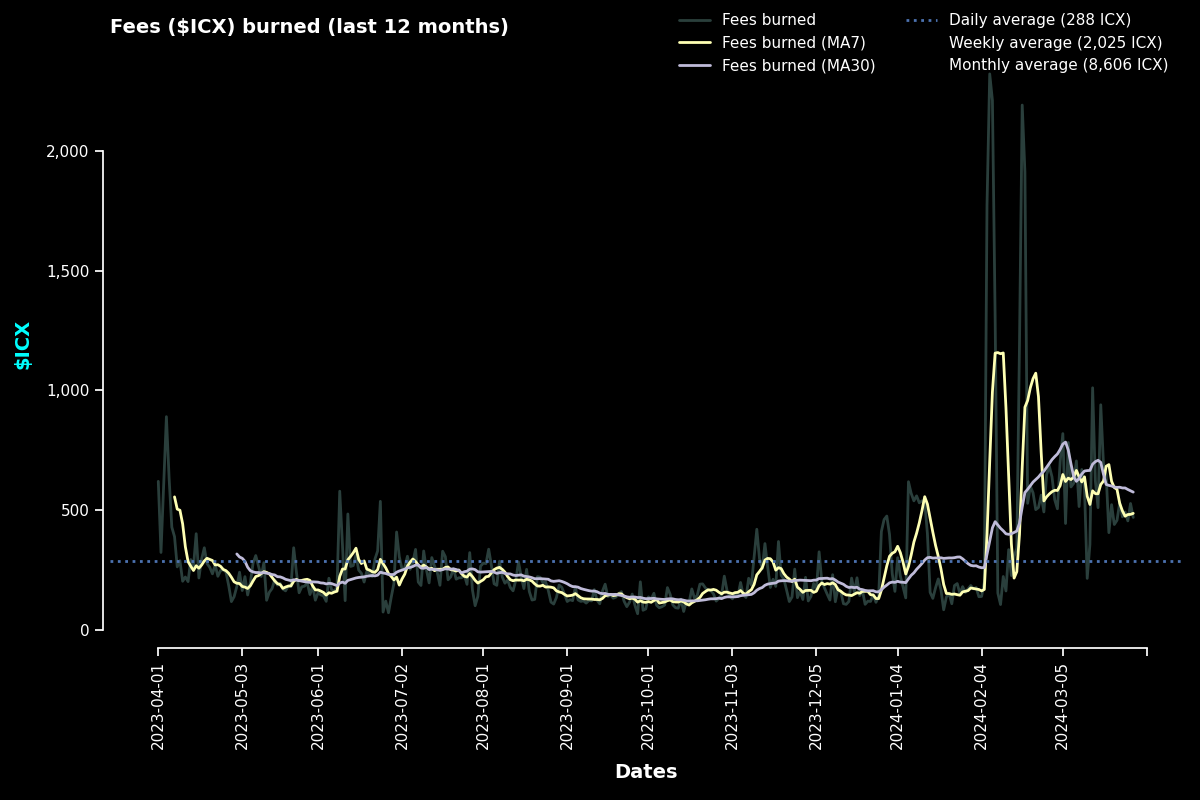 Fees ($ICX) burned (last 12 months)
Fees burned
Fees burned (MA7)
Fees burned (MA30)
Daily average (288 ICX)
Weekly average (2,025 ICX)
Monthly average (8,606 ICX)
$ICX
2,000
1,500
1,000
500
0
2023-04-01
2023-05-03
2023-06-01
2023-07-02
2023-08-01
2023-09-01
2023-10-01
2023-11-03
2023-12-05
2024-01-04
2024-02-04
2024-03-05
Dates